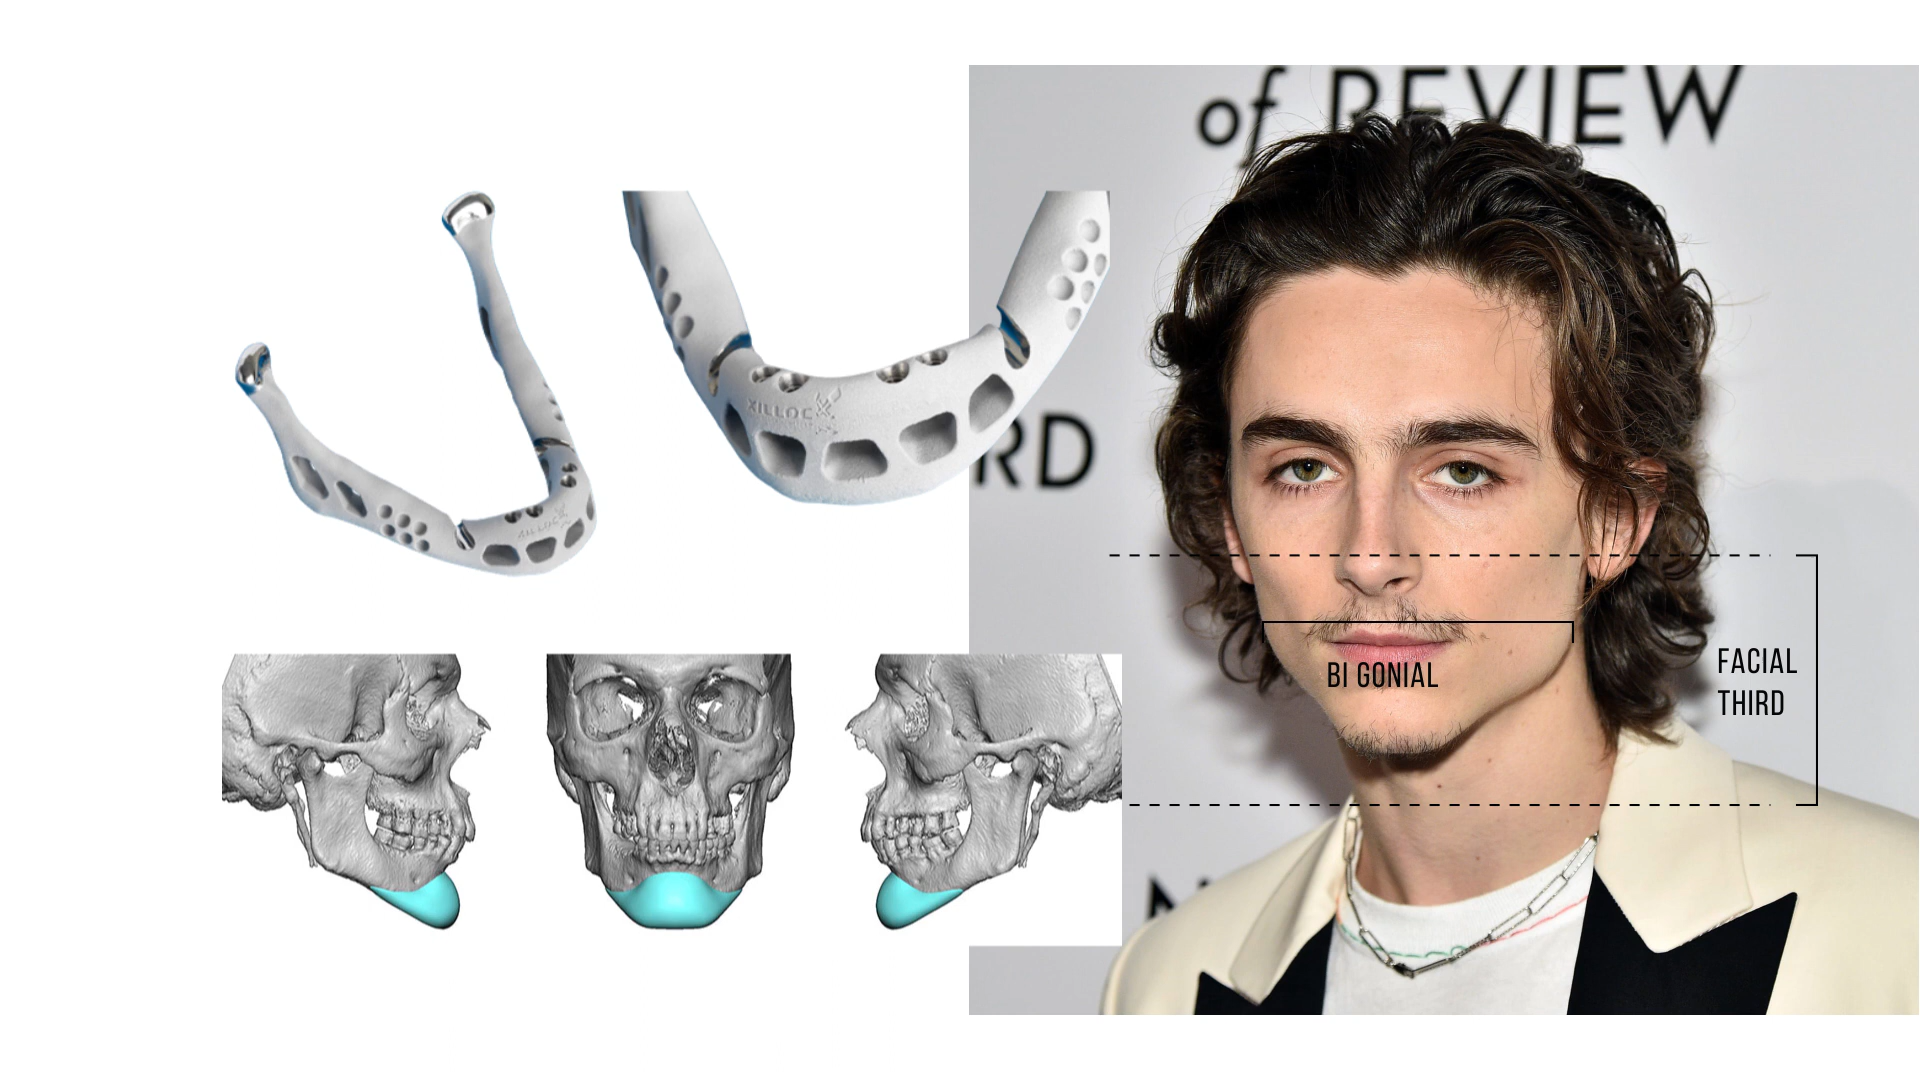 of REVIEW
RD
XILLOC
XILLOC
BI GONIAL
FACIAL
THIRD
N